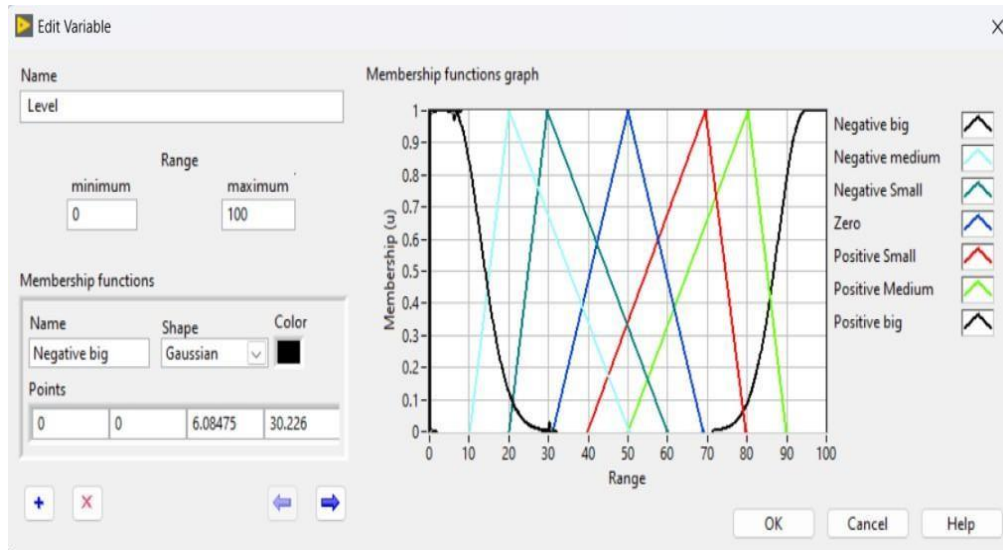 Edit Variable
Name
Level
Range
minimum
maximum
0
100
Membership functions
Name
Shape
Color
Negative big
Gaussian
Points
0
0
6.08475
30.226
Membership functions graph
Membership (u)
1
0.9
0.8
0.7
0.6
0.5
0.4
0.3
0.2
0.1
0
0 10 20 30 40 50 60 70 80 90 100
Range
Negative big
Negative medium
Negative Small
Zero
Positive Small
Positive Medium
Positive big
OK
Cancel
Help